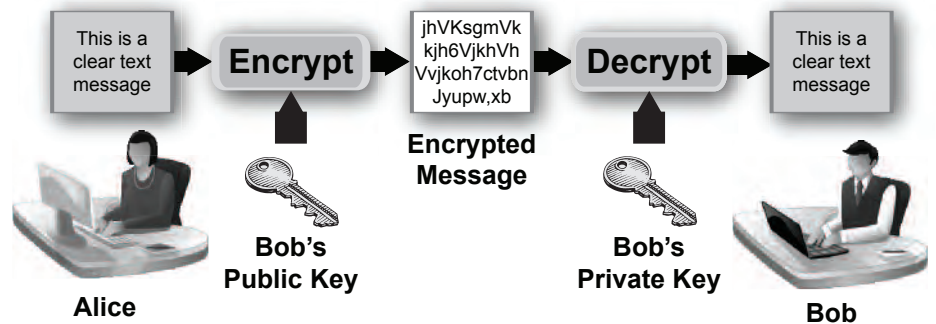 This is a
clear text
message
Encrypt
jhVKsgmVk
kjh6VjkhVh
Vvjkoh7ctvbn
Jyupw,xb
Decrypt
This is a
clear text
message
Encrypted
Message
Bob's
Public Key
Bob's
Private Key
Alice
Bob